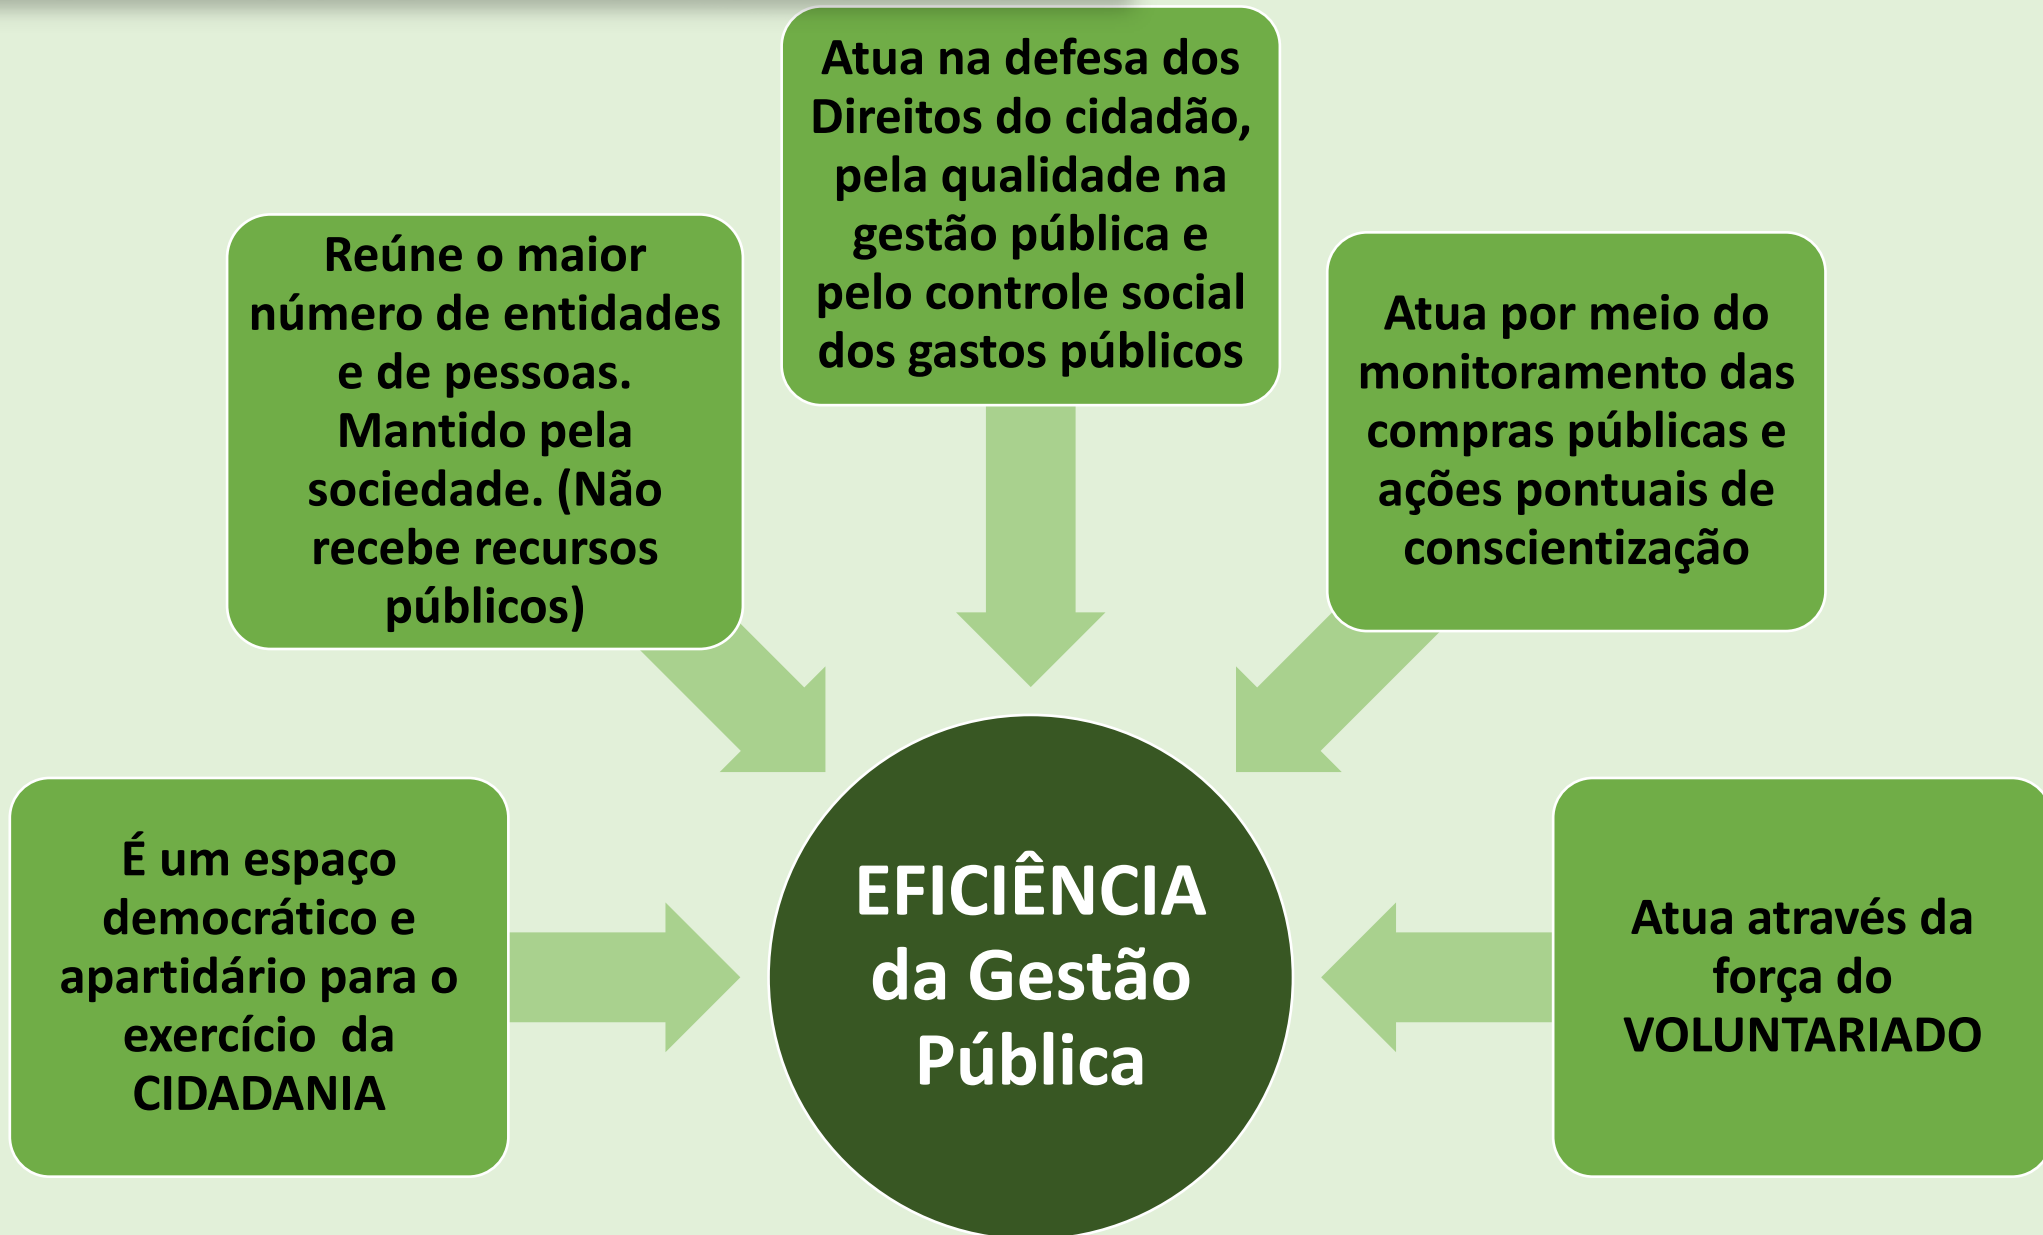 Atua na defesa dos
Direitos do cidadão,
pela qualidade na
gestão pública e
pelo controle social
dos gastos públicos
Reúne o maior
número de entidades
e de pessoas.
Mantido pela
sociedade. (Não
recebe recursos
públicos)
Atua por meio do
monitoramento das
compras públicas e
ações pontuais de
conscientização
É um espaço
democrático e
apartidário para o
exercício  da
CIDADANIA
EFICIÊNCIA
da Gestão
Pública
Atua através da
força do
VOLUNTARIADO